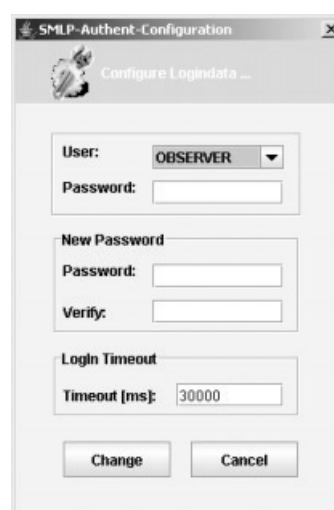 SMLP-Authent-Configuration
Configure Logindata ...
User: OBSERVER
Password:
New Password
Password:
Verify:
LogIn Timeout
Timeout [ms]: 30000
Change Cancel